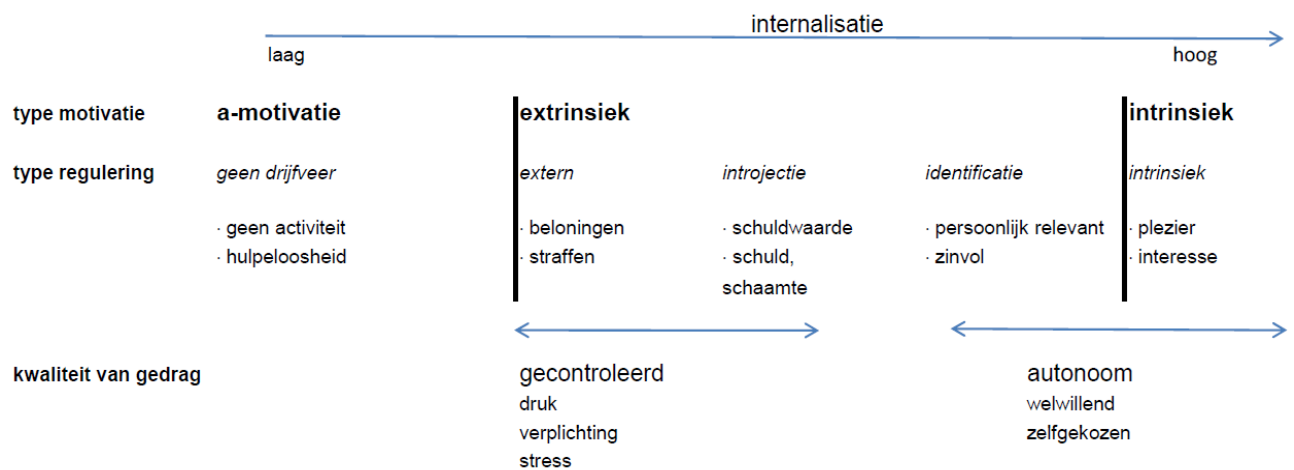 internalisatie
laag hoog
type motivatie a-motivatie extrinsiek intrinsiek
type regulering geen drijfveer extern introjectie identificatie intrinsiek
· geen activiteit · beloningen · schuldwaarde · persoonlijk relevant · plezier
· hulpeloosheid · straffen · schuld, · zinvol · interesse
schaamte
kwaliteit van gedrag gecontroleerd autonoom
druk welwillend
verplichting zelfgekozen
stress